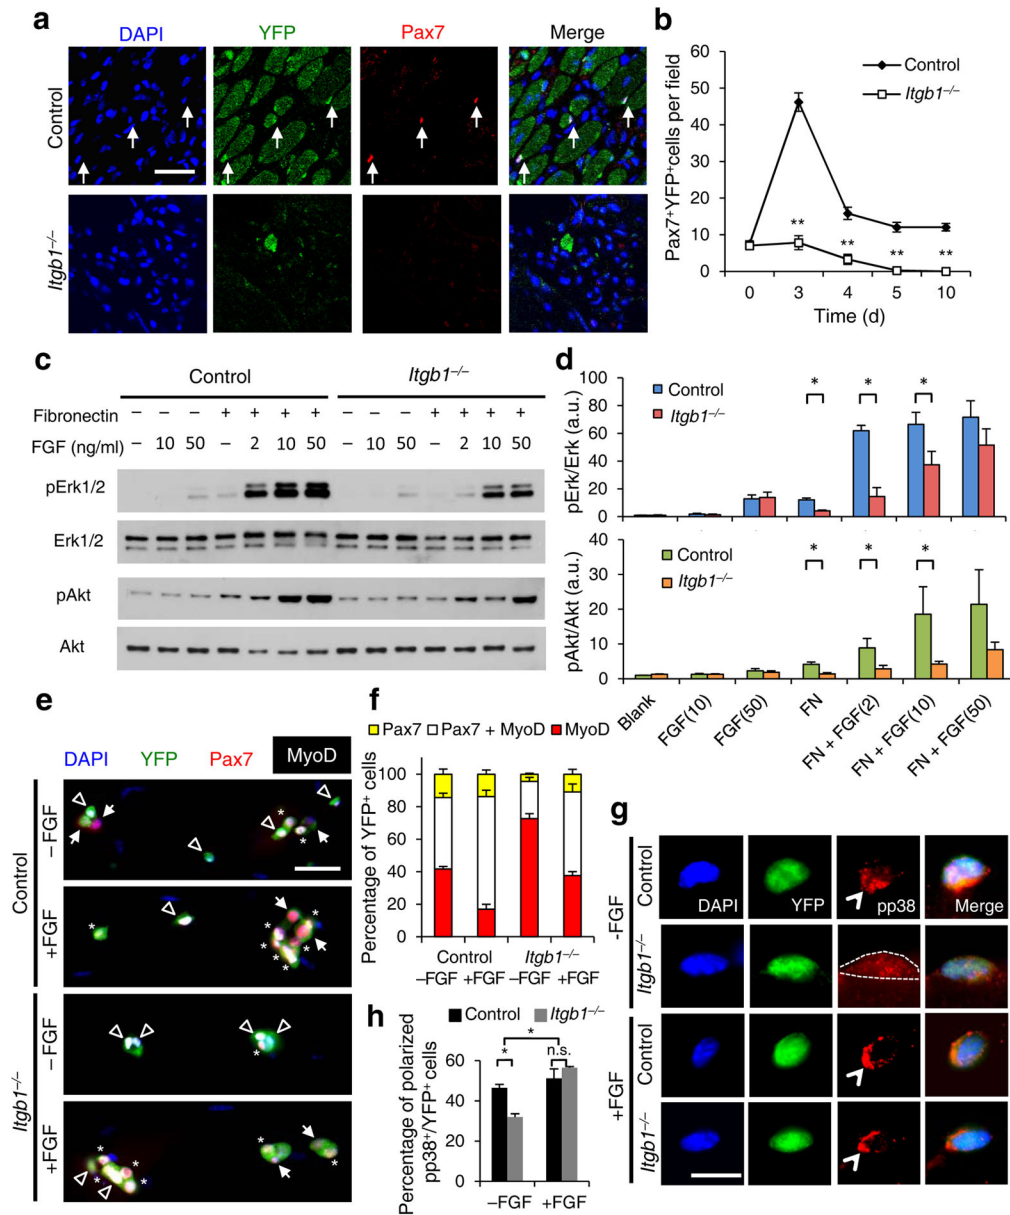 a
DAPI YFP Pax7 Merge
Control
Itgb1–/–
b
Pax7+YFP+cells per field
60
50
40
30
20
10
0
Control
Itgb1–/–
** ** ** **
0 3 4 5 10
Time (d)
c
Control Itgb1–/–
Fibronectin – – – + + + + – – – + + + +
FGF (ng/ml) – 10 50 – 2 10 50 – 10 50 – 2 10 50
pErk1/2
Erk1/2
pAkt
Akt
d
pErk/Erk (a.u.)
100
80
60
40
20
0
Control
Itgb1–/–
* * *
pAkt/Akt (a.u.)
40
30
20
10
0
Control
Itgb1–/–
* * *
Blank FGF(10) FGF(50) FN FN + FGF(2) FN + FGF(10) FN + FGF(50)
e
DAPI YFP Pax7 MyoD
Control
–FGF
+FGF
Itgb1–/–
–FGF
+FGF
f
Pax7 Pax7 + MyoD MyoD
Percentage of YFP+ cells
100
80
60
40
20
0
Control Itgb1–/–
–FGF +FGF –FGF +FGF
g
-FGF
Control
DAPI YFP pp38 Merge
Itgb1–/–
+FGF
Control
Itgb1–/–
h
Control Itgb1–/–
Percentage of polarized
pp38+/YFP+ cells
60
40
20
0
*
* n.s.
–FGF +FGF